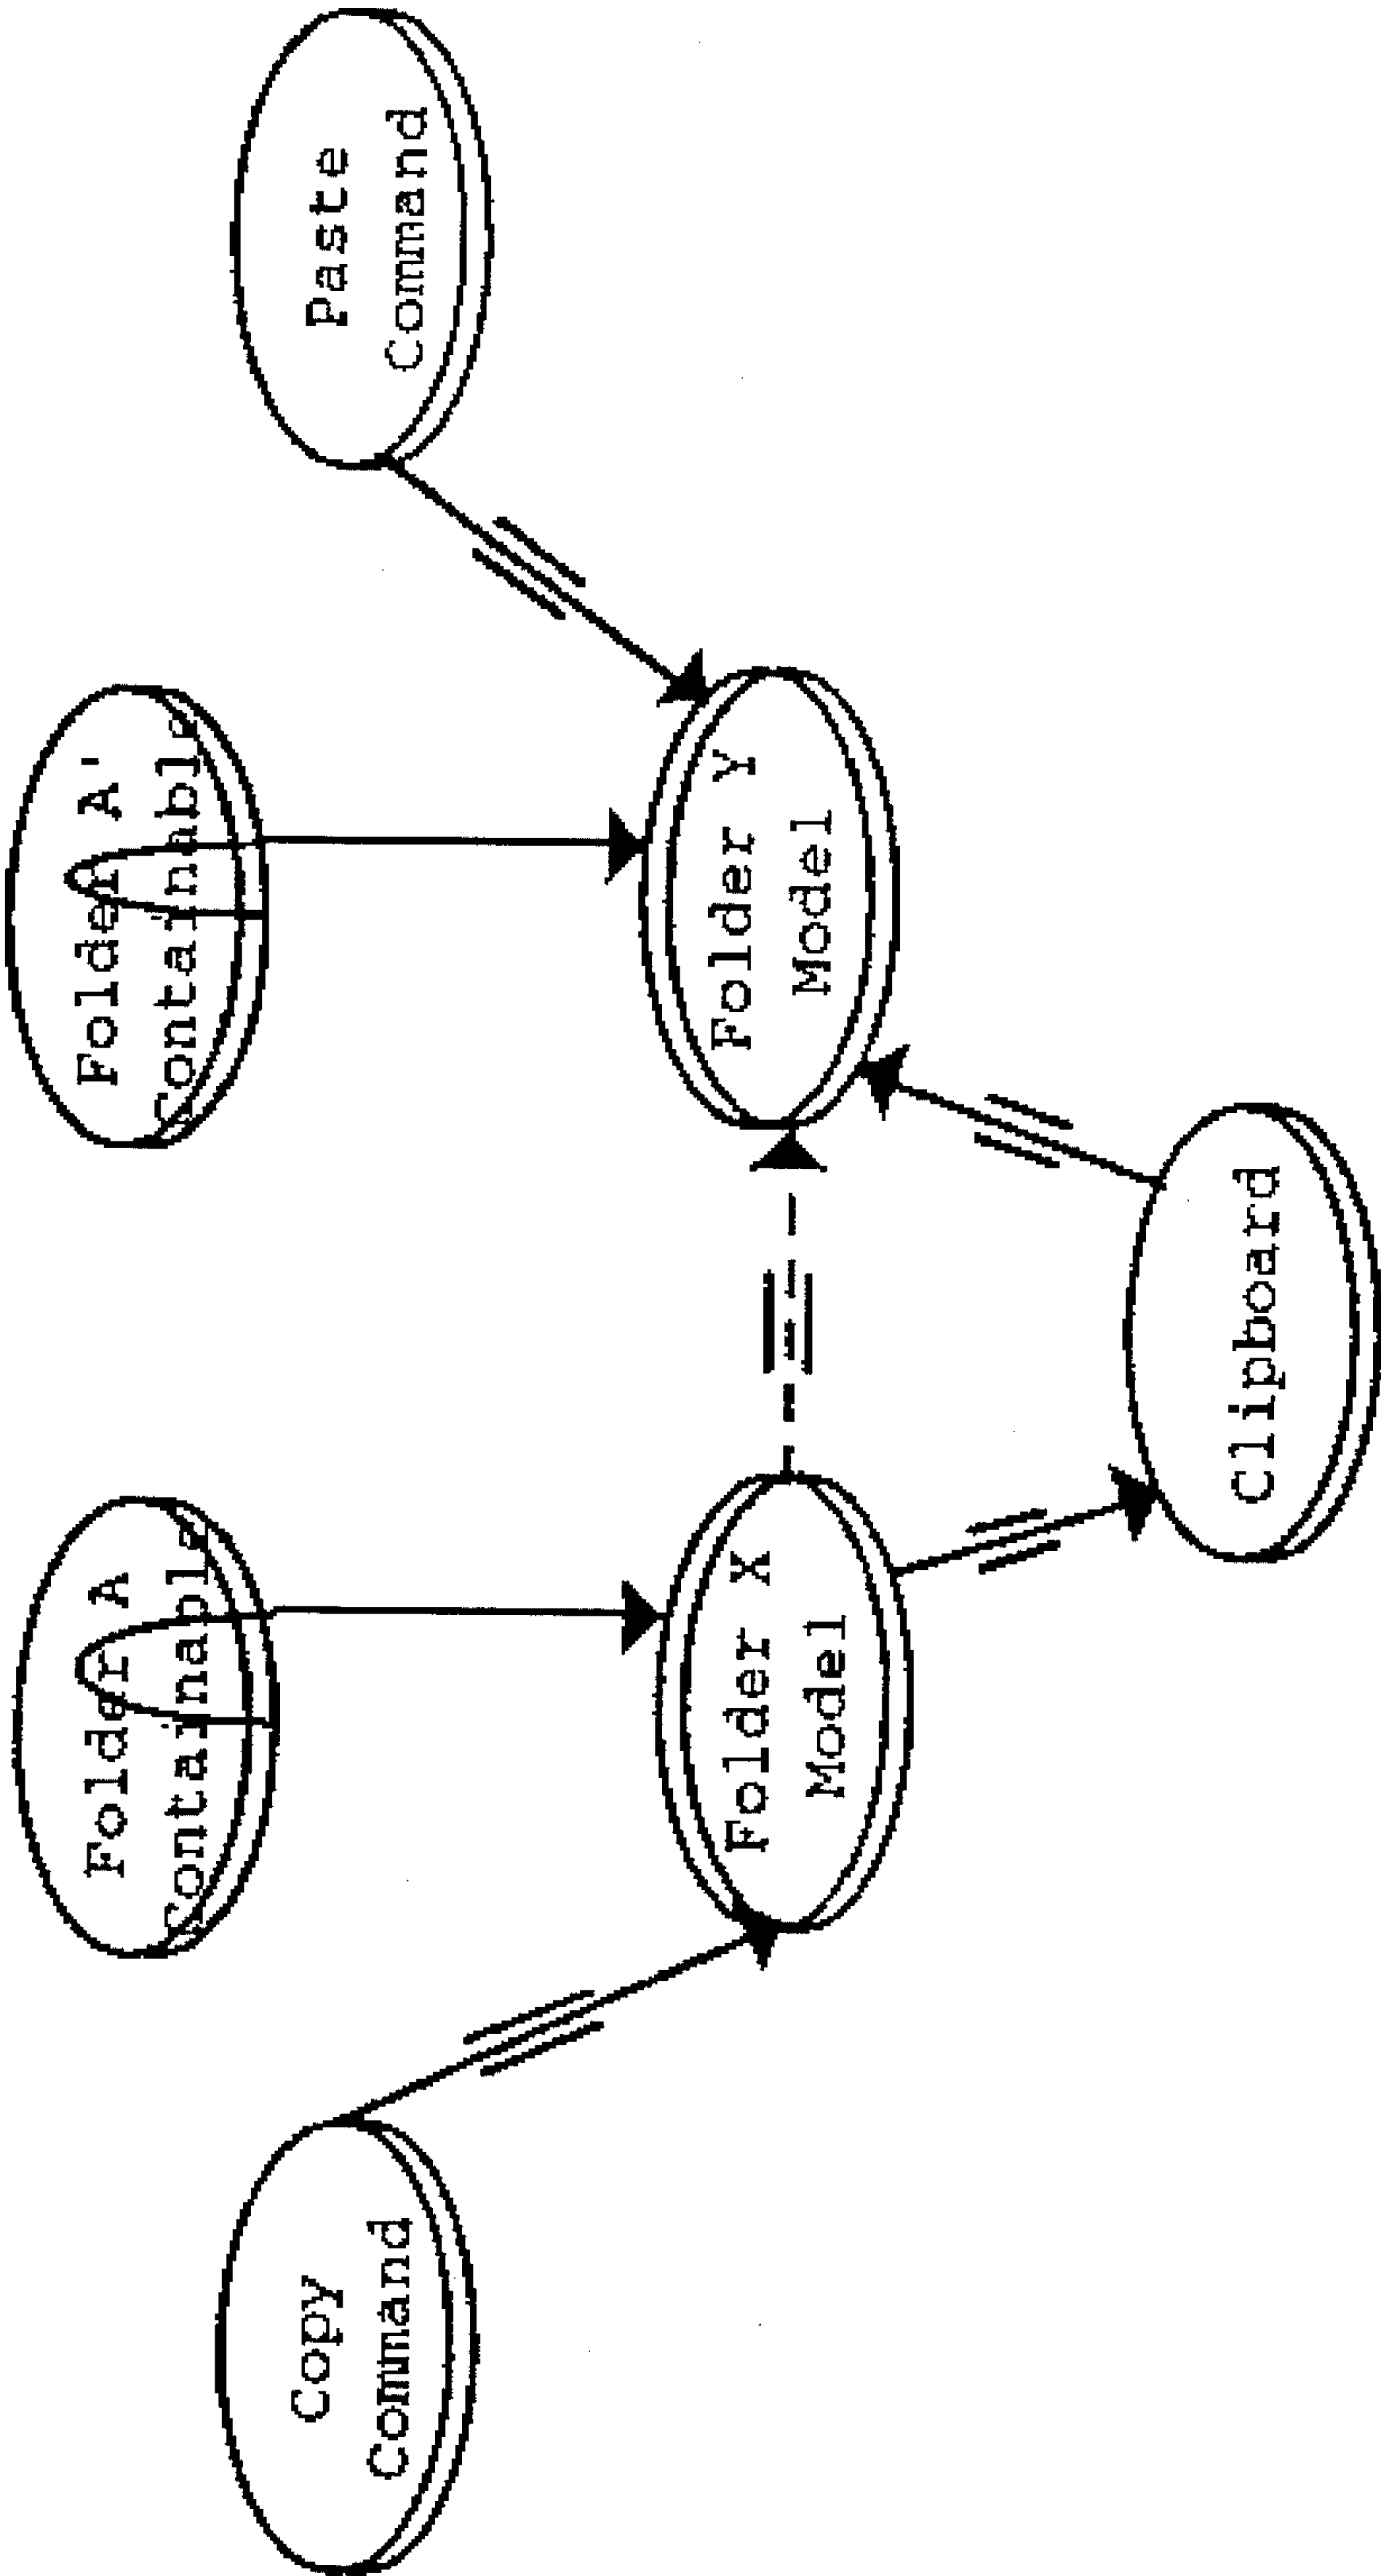 Copy
Command
Folder A
Containable
Folder A'
Containable
Paste
Command
Folder X
Model
Folder Y
Model
Clipboard